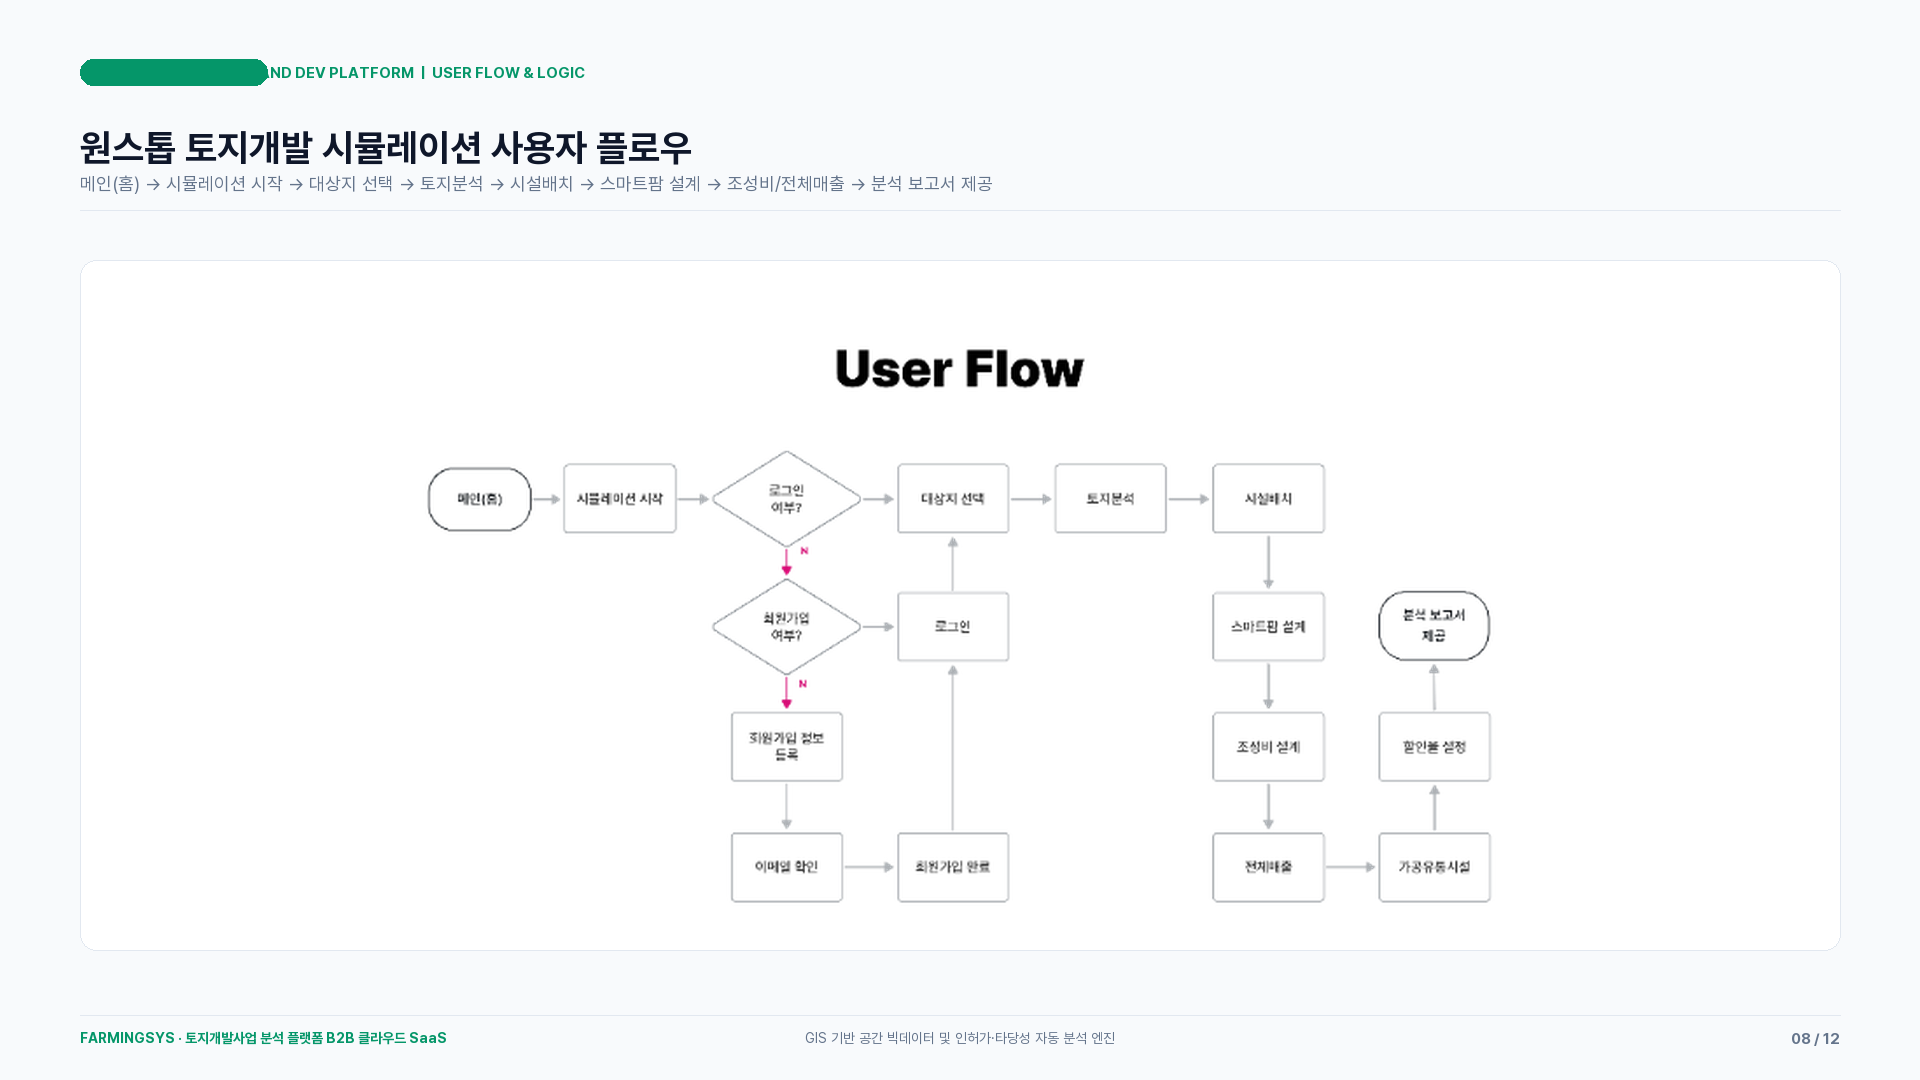 ND DEV PLATFORM | USER FLOW & LOGIC
원스톱 토지개발 시뮬레이션 사용자 플로우
메인(홈) → 시뮬레이션 시작 → 대상지 선택 → 토지분석 → 시설배치 → 스마트팜 설계 → 조성비/전체매출 → 분석 보고서 제공
User Flow
메인(홈)
시뮬레이션 시작
로그인
여부?
대상지 선택
토지분석
시설배치
N
회원가입
여부?
로그인
스마트팜 설계
분석 보고서
제공
N
회원가입 정보
등록
조성비 설계
할인율 설정
이메일 확인
회원가입 완료
전체매출
가공유통시설
FARMINGSYS · 토지개발사업 분석 플랫폼 B2B 클라우드 SaaS
GIS 기반 공간 빅데이터 및 인허가·타당성 자동 분석 엔진
08 / 12